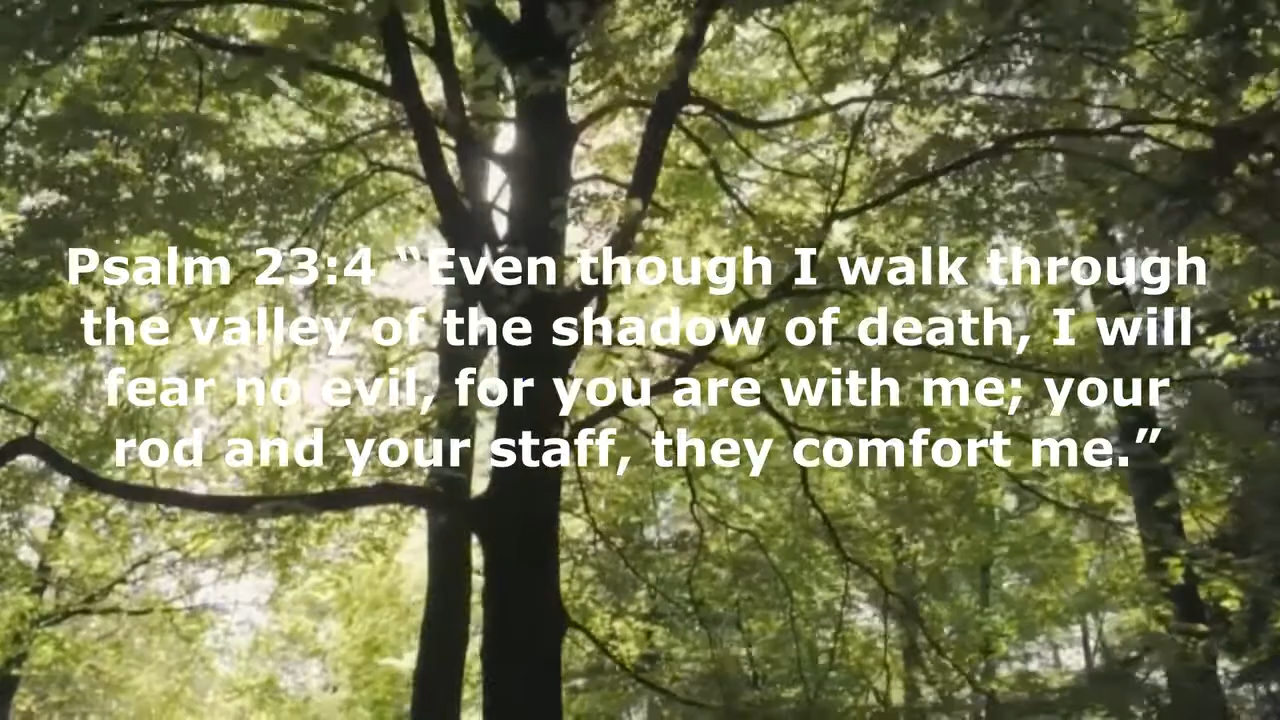 Psalm 23:4 “Even though I walk through
the valley of the shadow of death, I will
fear no evil, for you are with me; your
rod and your staff, they comfort me.”